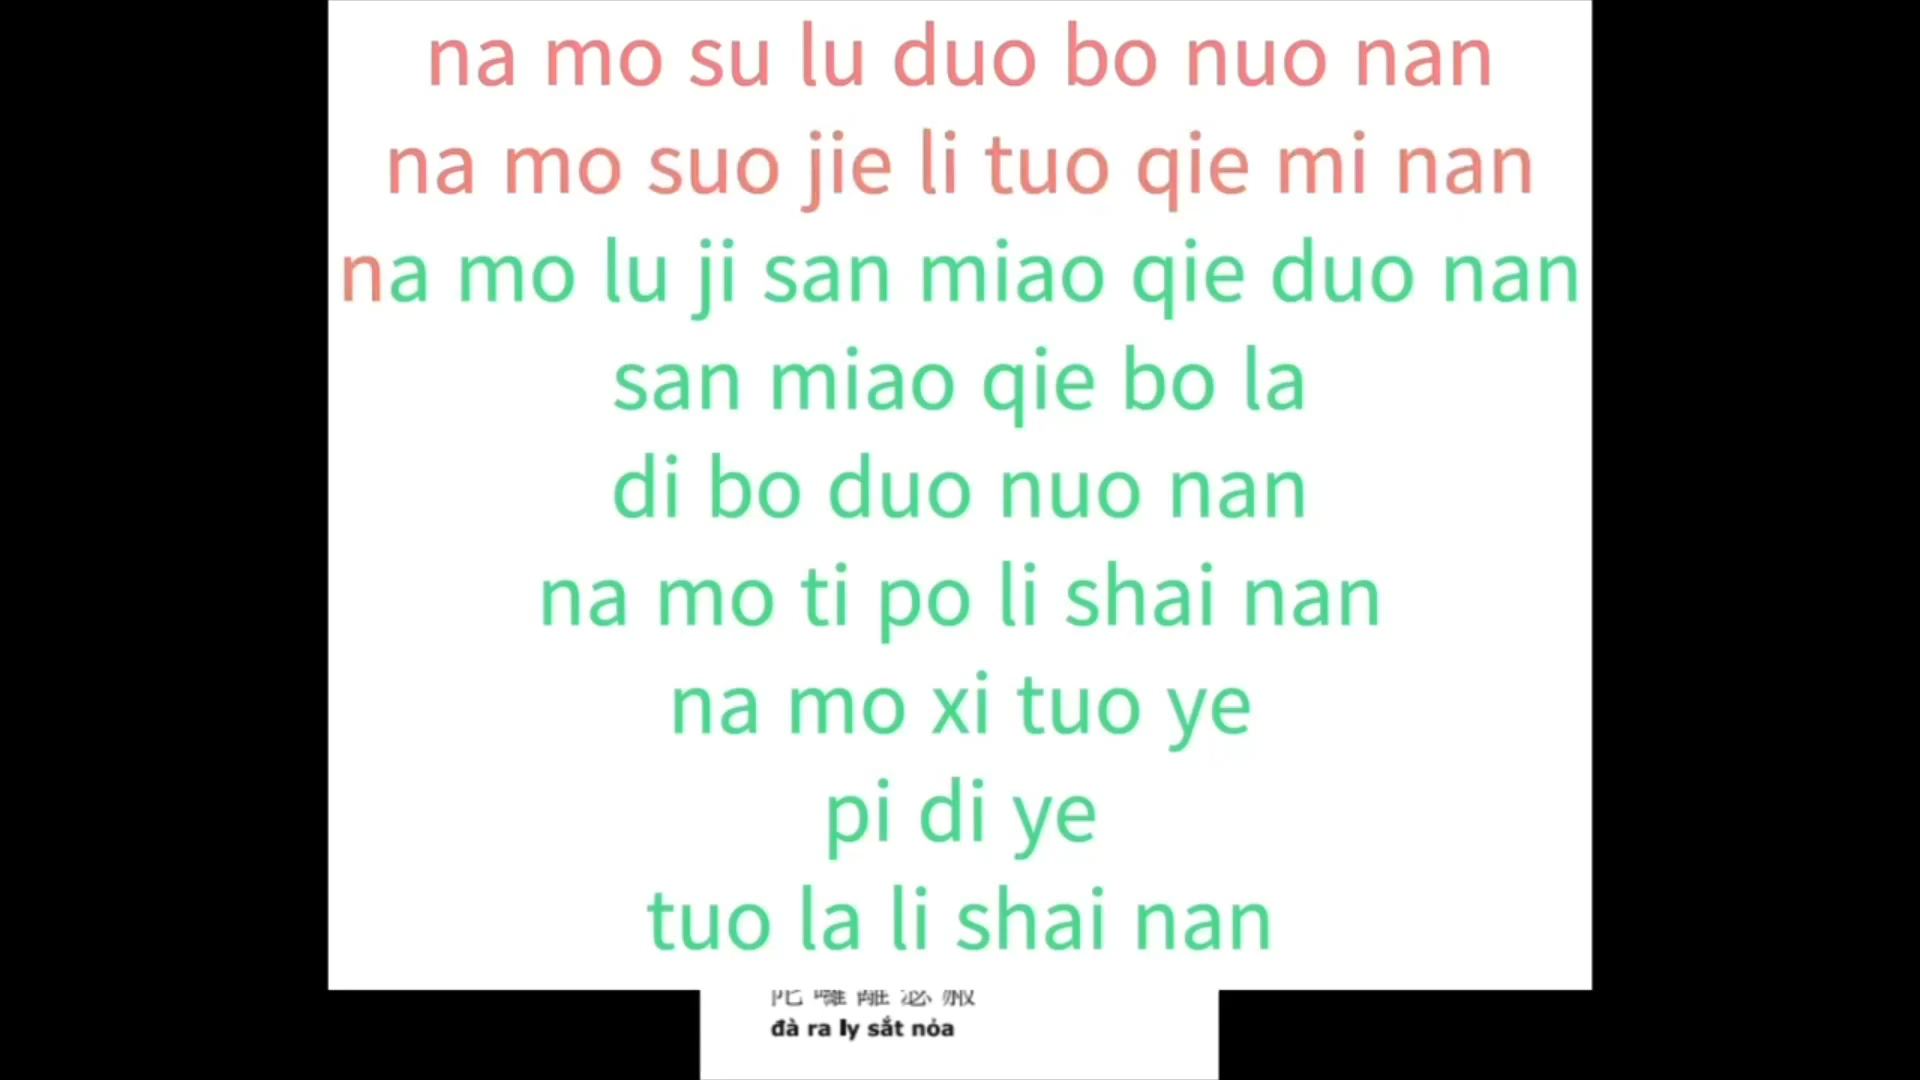 na mo su lu duo bo nuo nan
na mo suo jie li tuo qie mi nan
na mo lu ji san miao qie duo nan
san miao qie bo la
di bo duo nuo nan
na mo ti po li shai nan
na mo xi tuo ye
pi di ye
tuo la li shai nan
đà ra ly sắt nỏa